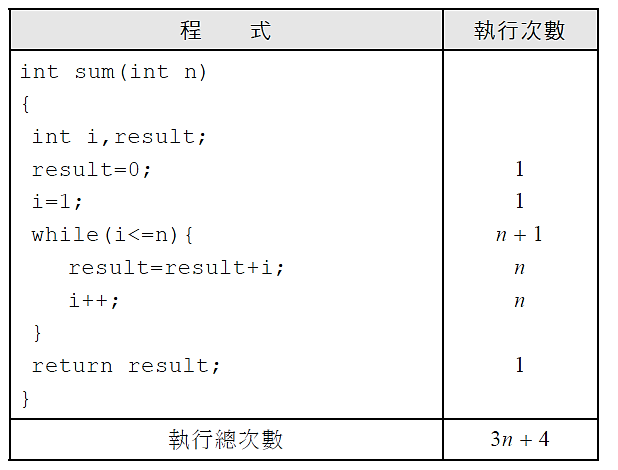 程 式 執行次數
int sum(int n)
{
int i,result;
result=0; 1
i=1; 1
while(i<=n){ n + 1
result=result+i; n
i++; n
}
return result; 1
}
執行總次數 3n + 4